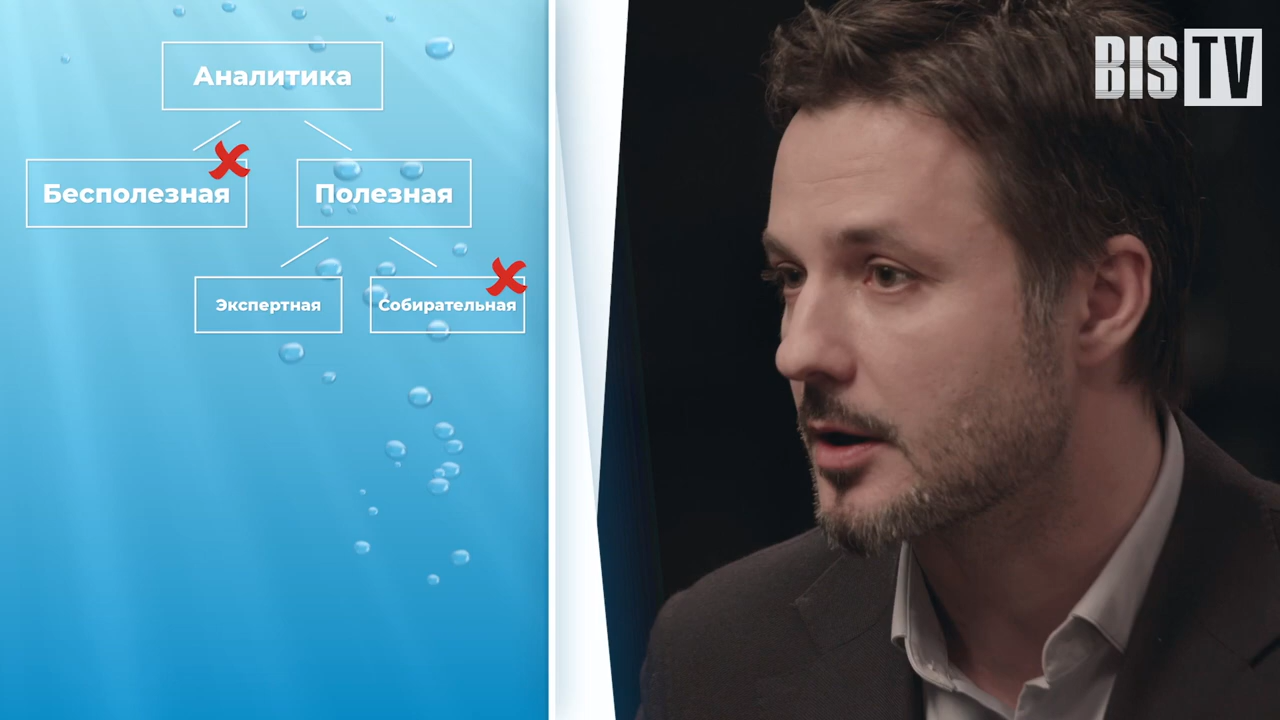 Аналитика
Бесполезная
Полезная
Экспертная
Собирательная
BIS TV